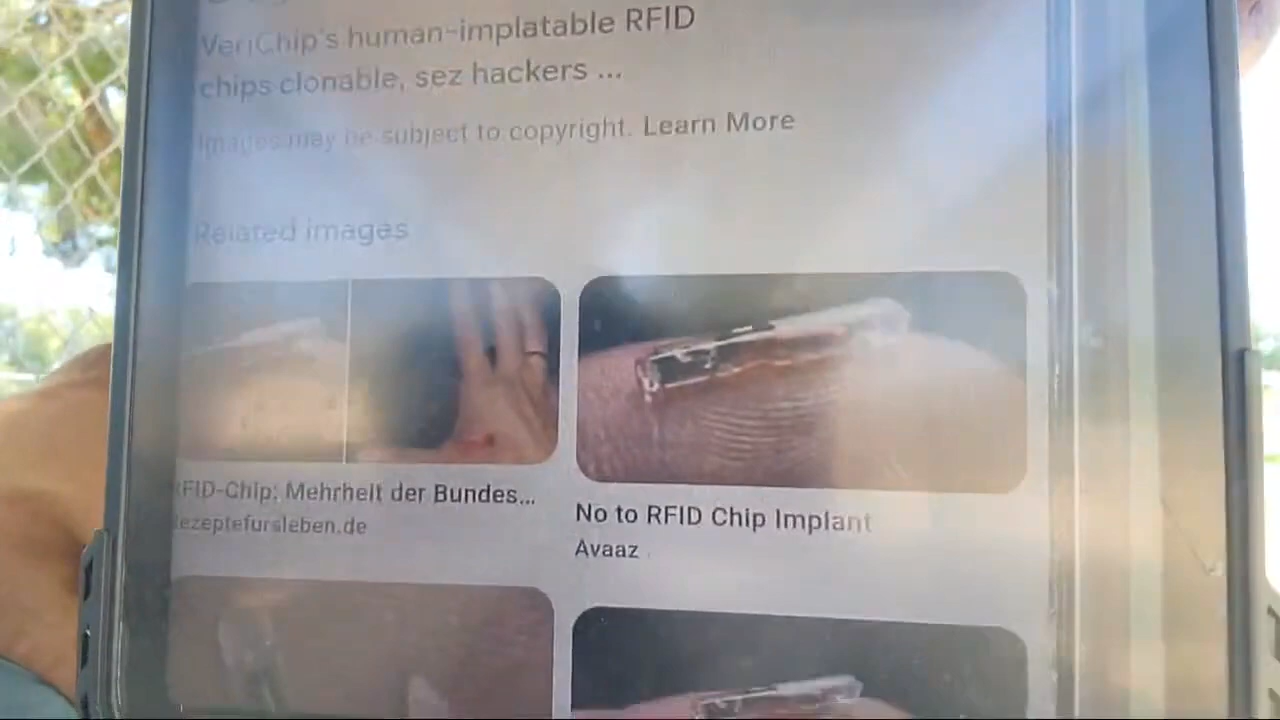 VeriChip's human-implatable RFID
chips clonable, sez hackers ...
Images may be subject to copyright. Learn More
Related images
RFID-Chip: Mehrheit der Bundes...
ezeptefursleben.de
No to RFID Chip Implant
Avaaz